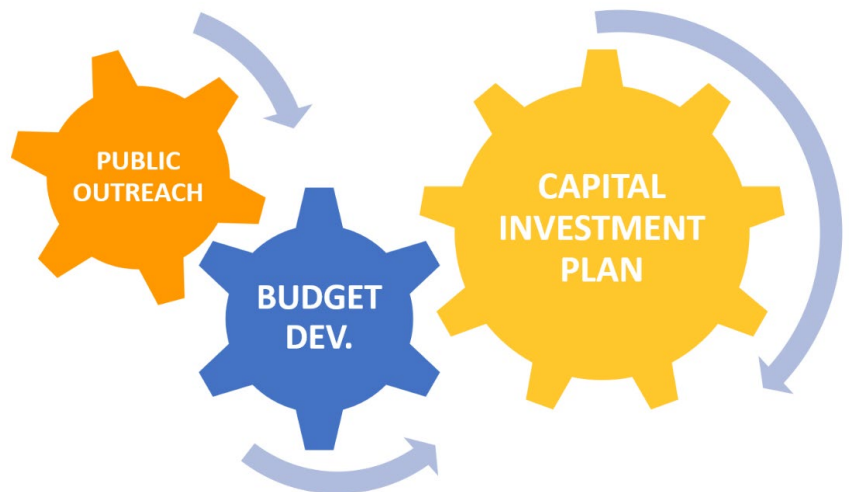 PUBLIC
OUTREACH
BUDGET
DEV.
CAPITAL
INVESTMENT
PLAN